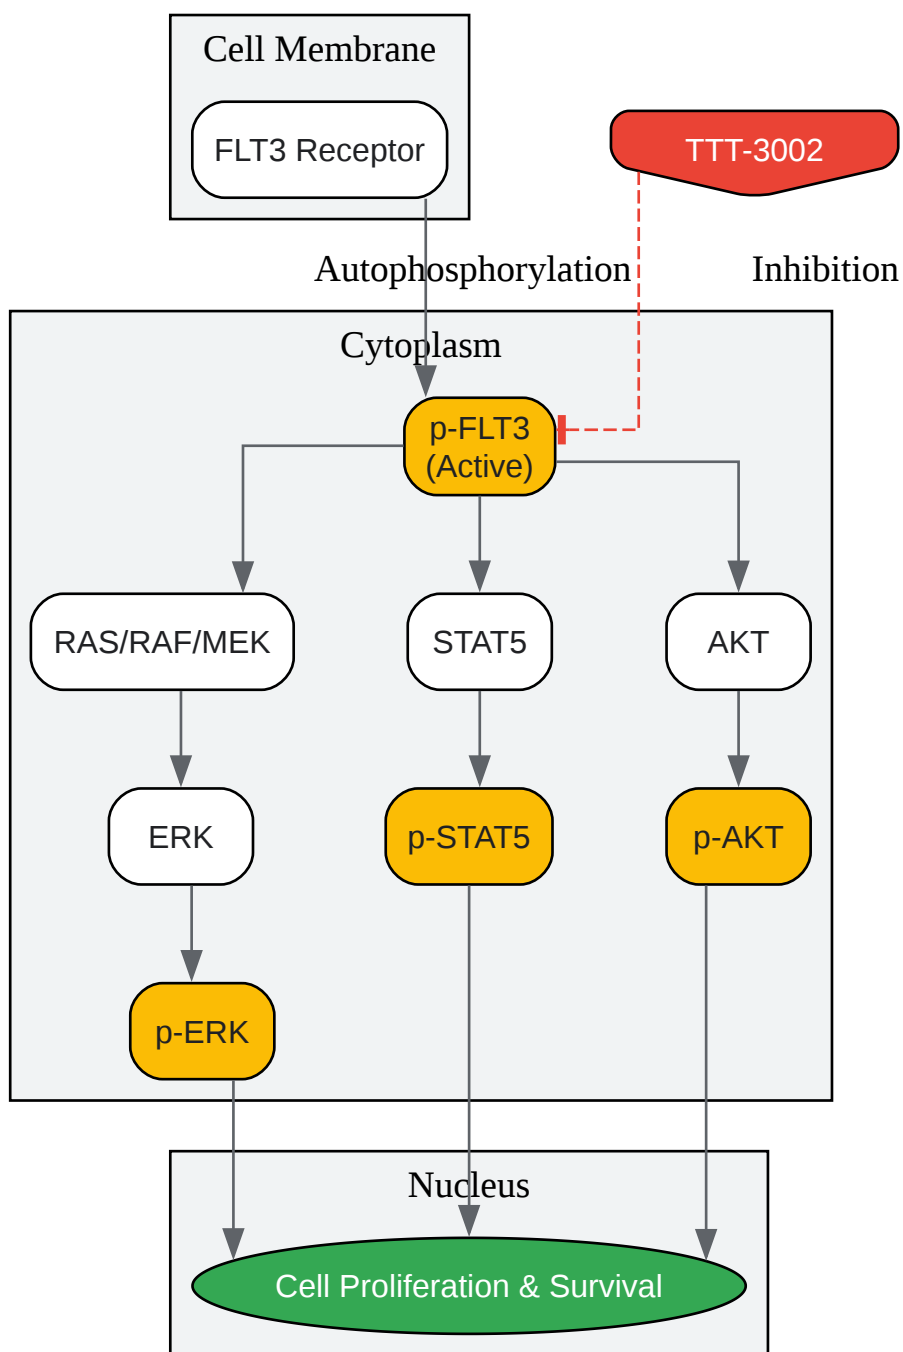 Cell Membrane
FLT3 Receptor
TTT-3002
Autophosphorylation
Inhibition
Cytoplasm
p-FLT3
(Active)
RAS/RAF/MEK
STAT5
AKT
ERK
p-STAT5
p-AKT
p-ERK
Nucleus
Cell Proliferation & Survival